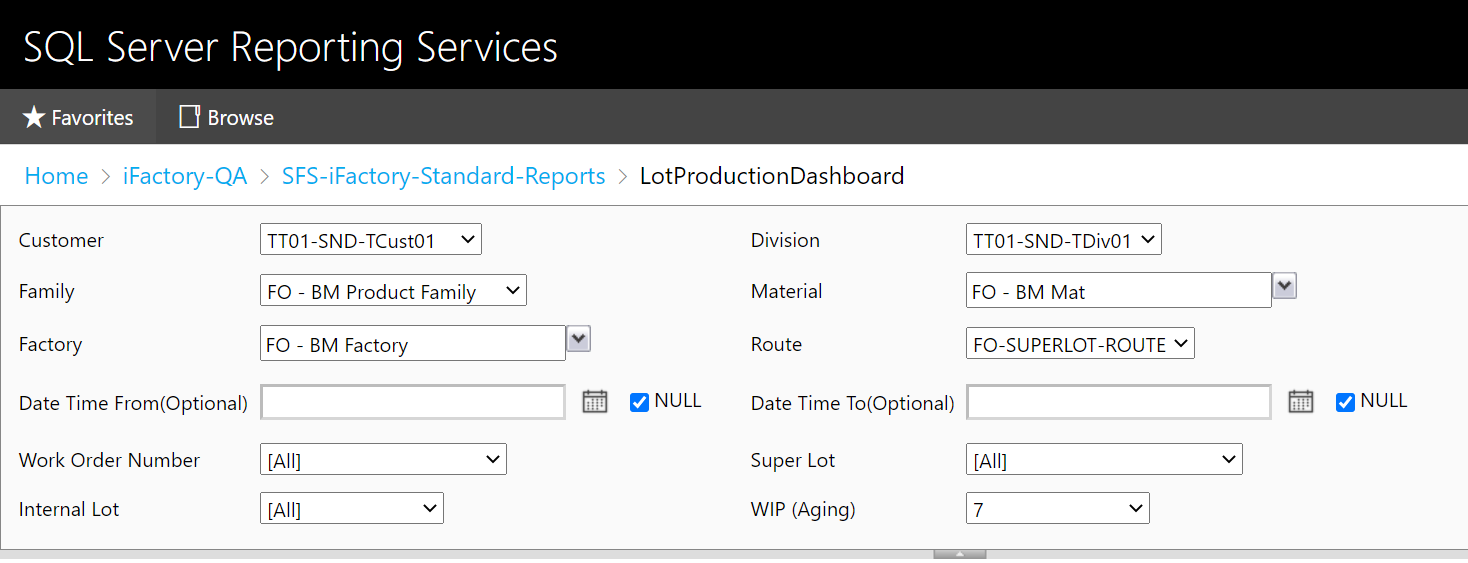 SQL Server Reporting Services
Favorites Browse
Home > iFactory-QA > SFS-iFactory-Standard-Reports > LotProductionDashboard
Customer TT01-SND-TCust01 Division TT01-SND-TDiv01
Family FO - BM Product Family Material FO - BM Mat
Factory FO - BM Factory Route FO-SUPERLOT-ROUTE
Date Time From(Optional) NULL Date Time To(Optional) NULL
Work Order Number [All] Super Lot [All]
Internal Lot [All] WIP (Aging) 7